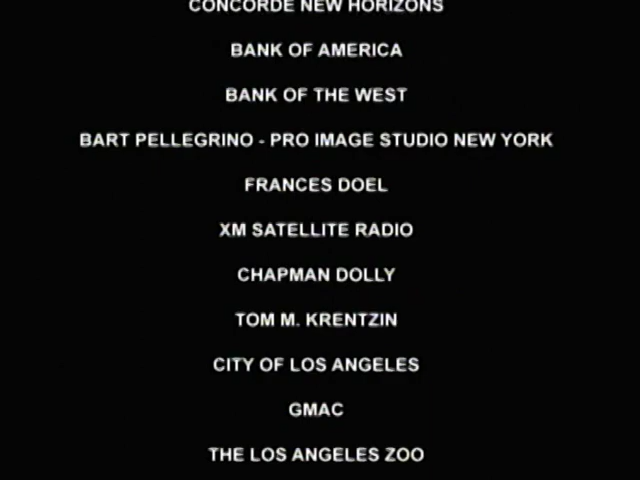 CONCORDE NEW HORIZONS
BANK OF AMERICA
BANK OF THE WEST
BART PELLEGRINO - PRO IMAGE STUDIO NEW YORK
FRANCES DOEL
XM SATELLITE RADIO
CHAPMAN DOLLY
TOM M. KRENTZIN
CITY OF LOS ANGELES
GMAC
THE LOS ANGELES ZOO